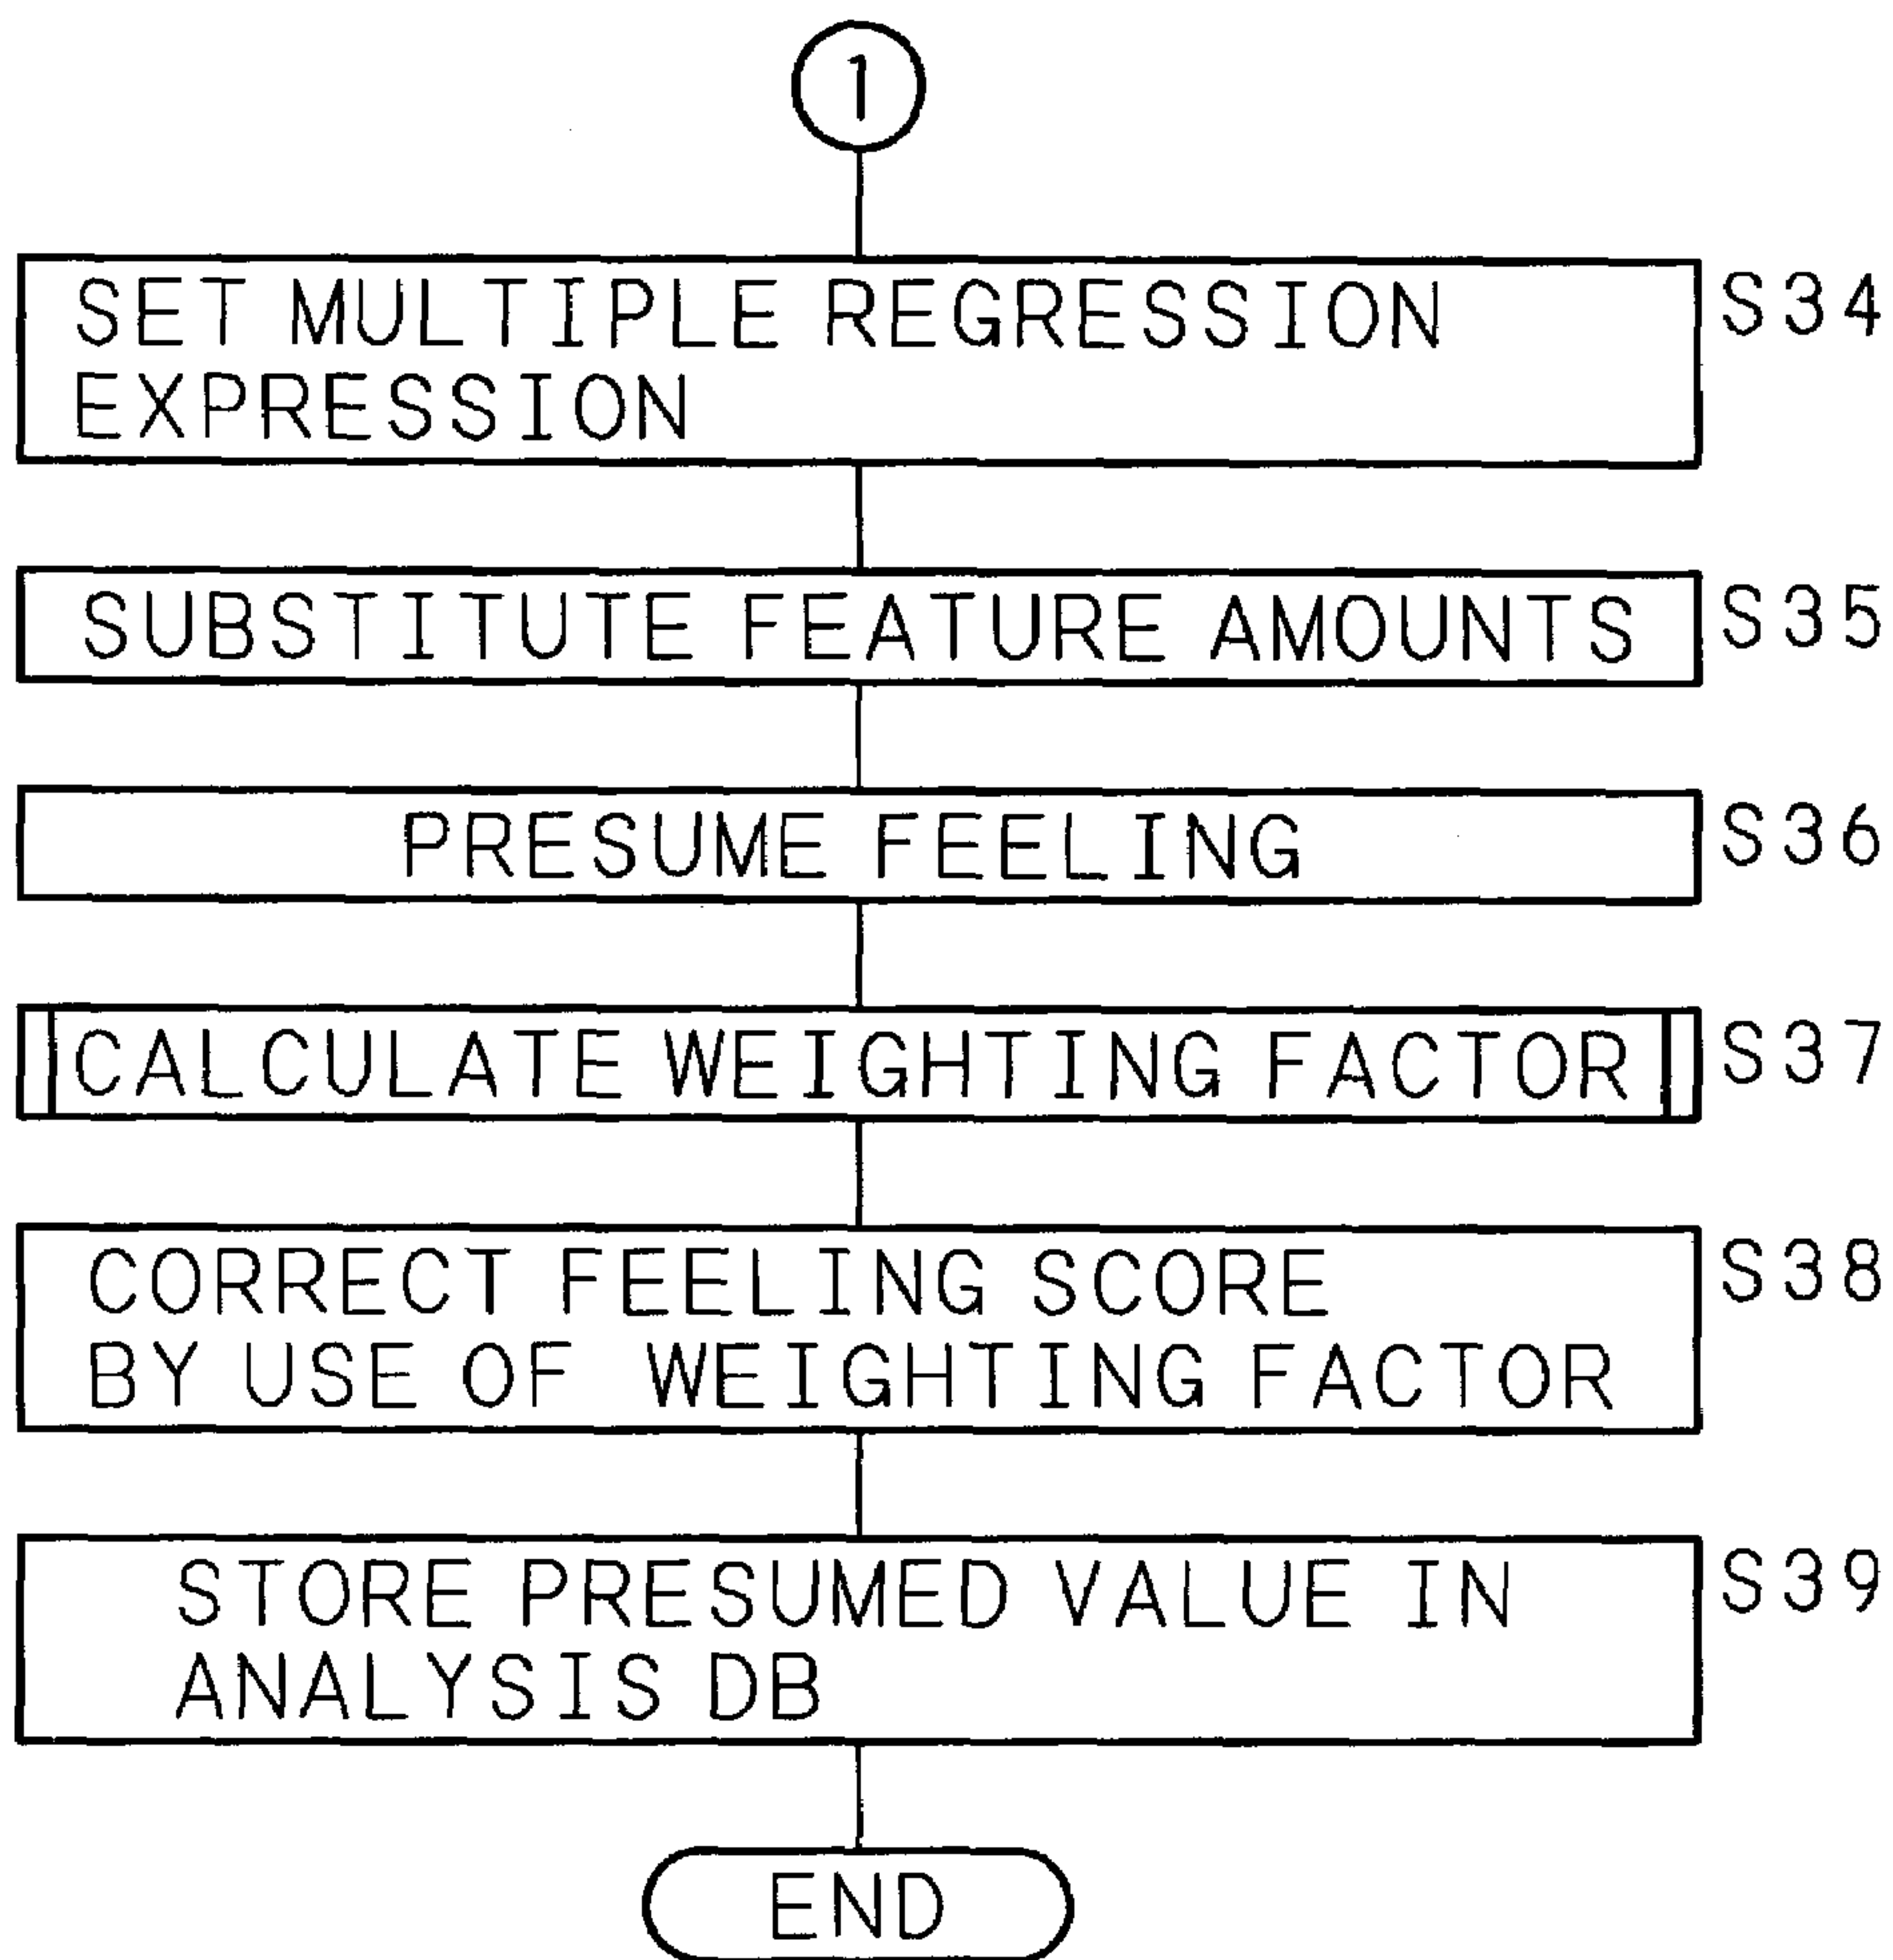 1
SET MULTIPLE REGRESSION S34
EXPRESSION
SUBSTITUTE FEATURE AMOUNTS S35
PRESUME FEELING S36
CALCULATE WEIGHTING FACTOR S37
CORRECT FEELING SCORE S38
BY USE OF WEIGHTING FACTOR
STORE PRESUMED VALUE IN S39
ANALYSIS DB
END